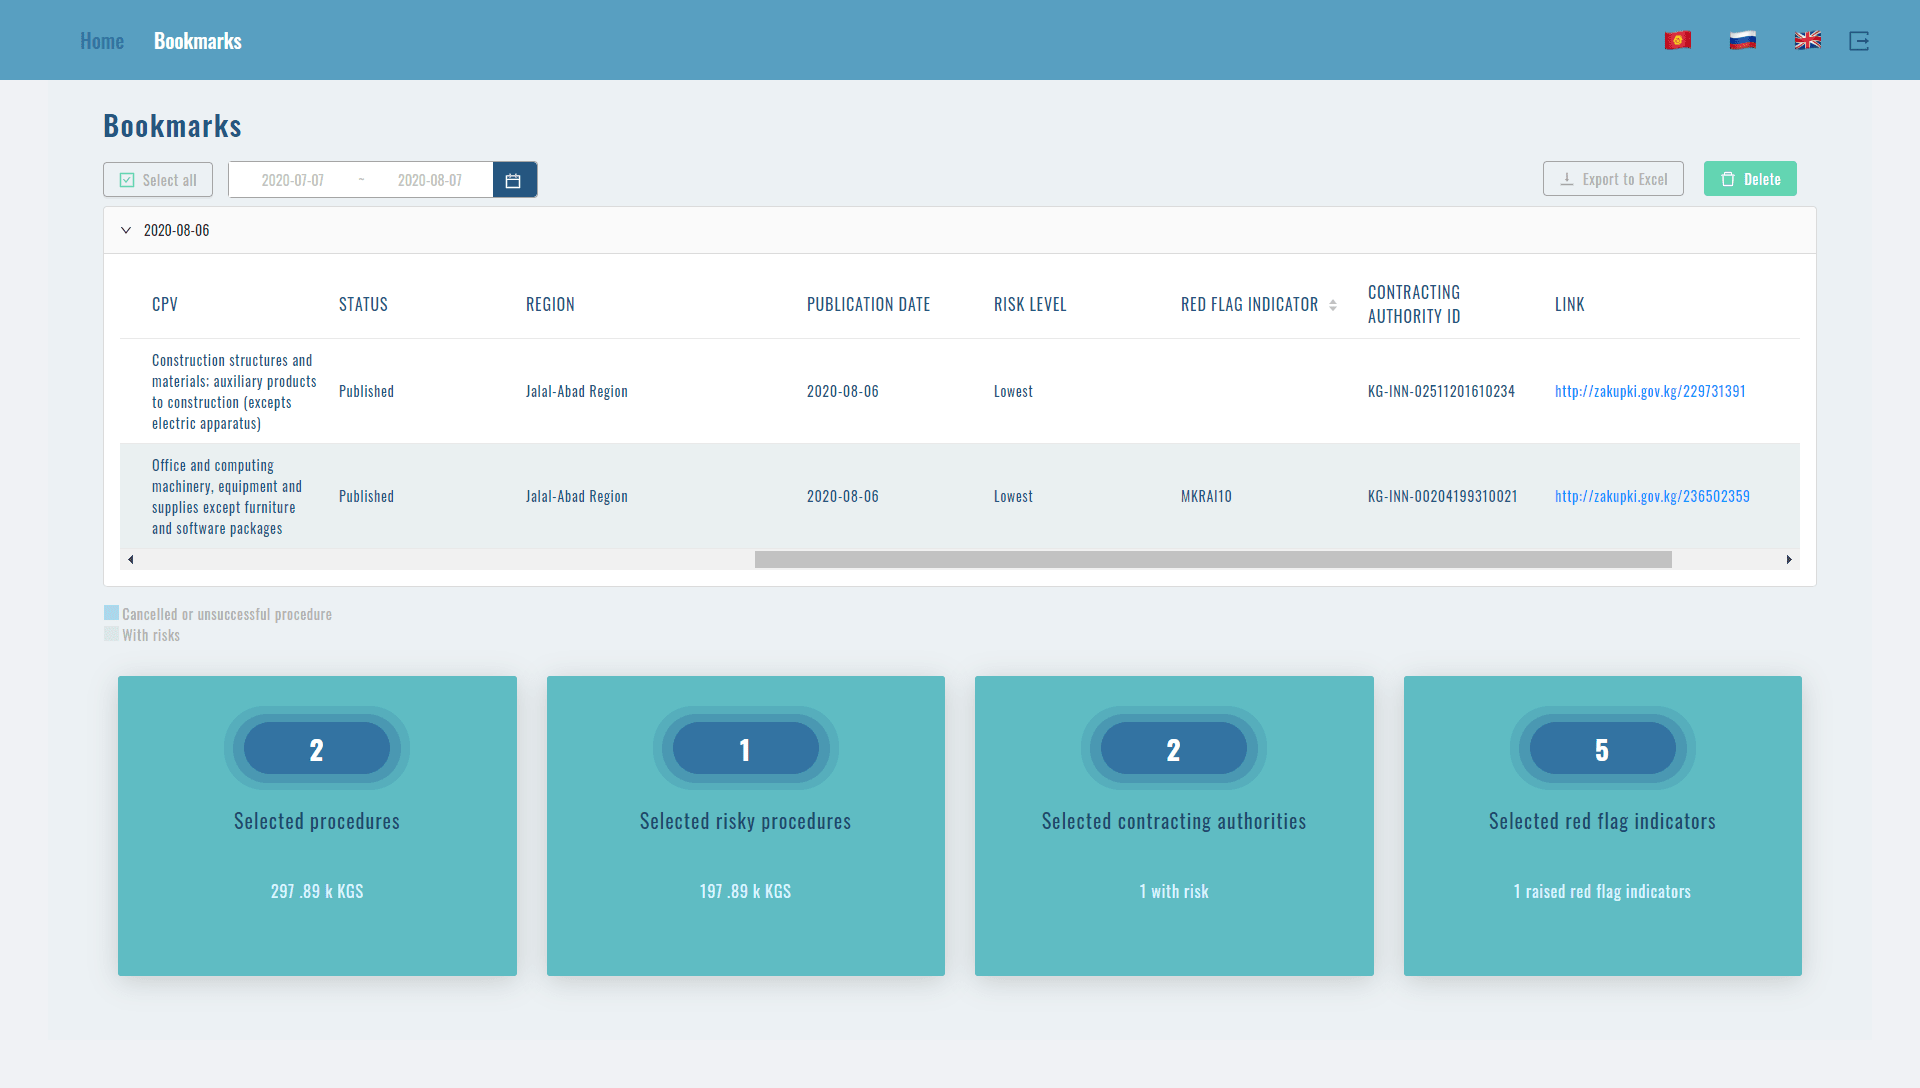 Home Bookmarks
Bookmarks
Select all 2020-07-07 ~ 2020-08-07 Export to Excel Delete
2020-08-06
CPV STATUS REGION PUBLICATION DATE RISK LEVEL RED FLAG INDICATOR CONTRACTING AUTHORITY ID LINK
Construction structures and
materials; auxiliary products
to construction (excepts
electric apparatus)
Published Jalal-Abad Region 2020-08-06 Lowest KG-INN-02511201610234 http://zakupki.gov.kg/229731391
Office and computing
machinery, equipment and
supplies except furniture
and software packages
Published Jalal-Abad Region 2020-08-06 Lowest MKRAI10 KG-INN-00204199310021 http://zakupki.gov.kg/236502359
Cancelled or unsuccessful procedure
With risks
2
Selected procedures
297 .89 k KGS
1
Selected risky procedures
197 .89 k KGS
2
Selected contracting authorities
1 with risk
5
Selected red flag indicators
1 raised red flag indicators